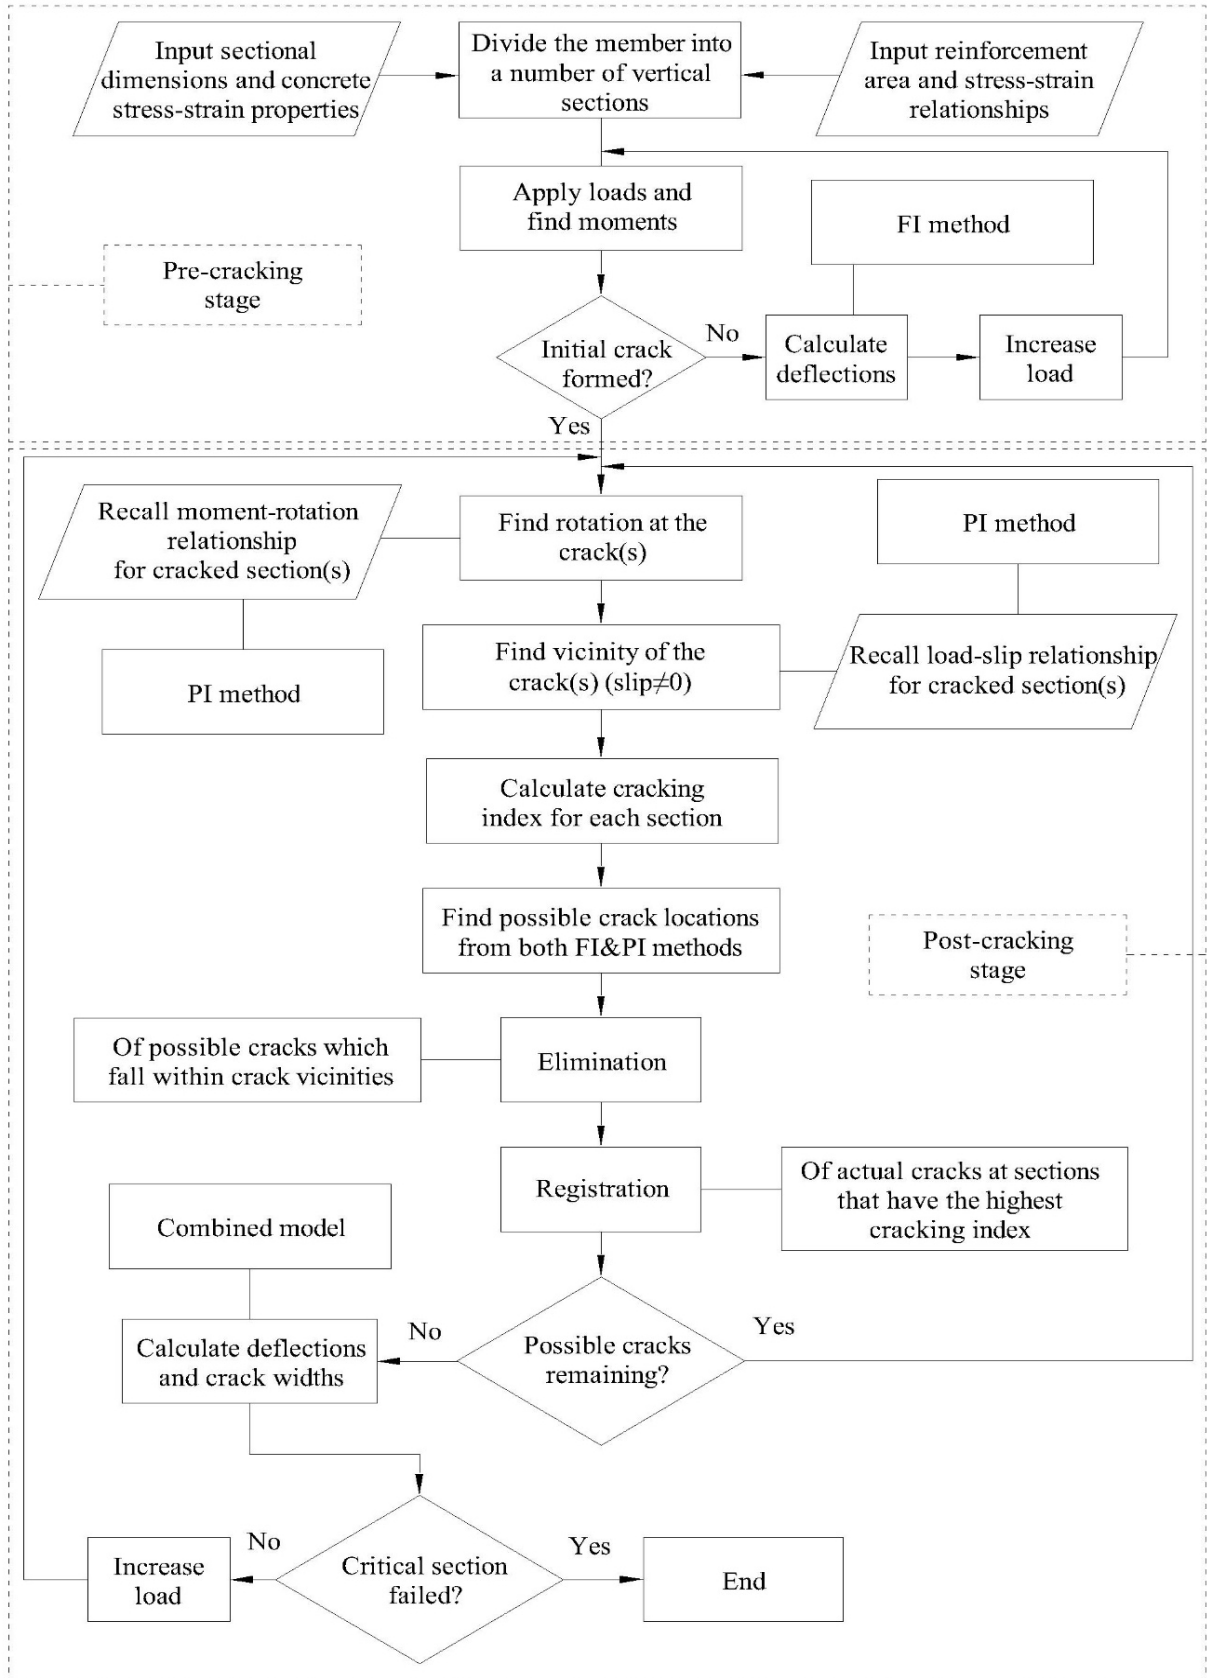 Input sectional
dimensions and concrete
stress-strain properties
Divide the member into
a number of vertical
sections
Input reinforcement
area and stress-strain
relationships
Apply loads and
find moments
FI method
Pre-cracking
stage
Initial crack
formed?
No
Calculate
deflections
Increase
load
Yes
Recall moment-rotation
relationship
for cracked section(s)
Find rotation at the
crack(s)
PI method
PI method
Find vicinity of the
crack(s) (slip≠0)
Recall load-slip relationship
for cracked section(s)
Calculate cracking
index for each section
Find possible crack locations
from both FI&PI methods
Post-cracking
stage
Of possible cracks which
fall within crack vicinities
Elimination
Registration
Of actual cracks at sections
that have the highest
cracking index
Combined model
Possible cracks
remaining?
No
Yes
Calculate deflections
and crack widths
Critical section
failed?
No
Yes
Increase
load
End